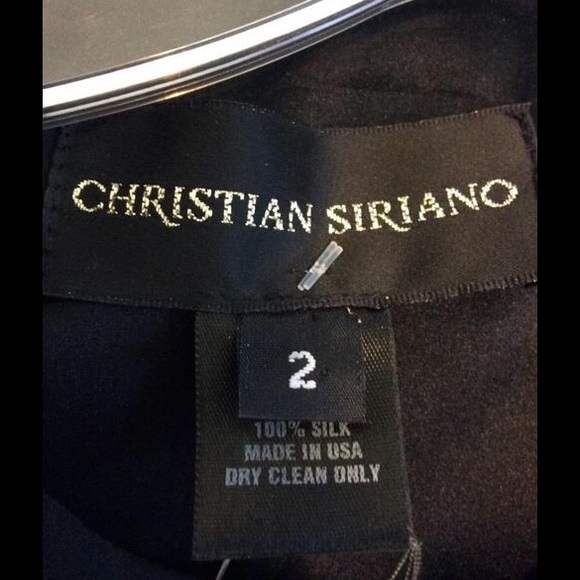 CHRISTIAN SIRIANO
2
100% SILK
MADE IN USA
DRY CLEAN ONLY